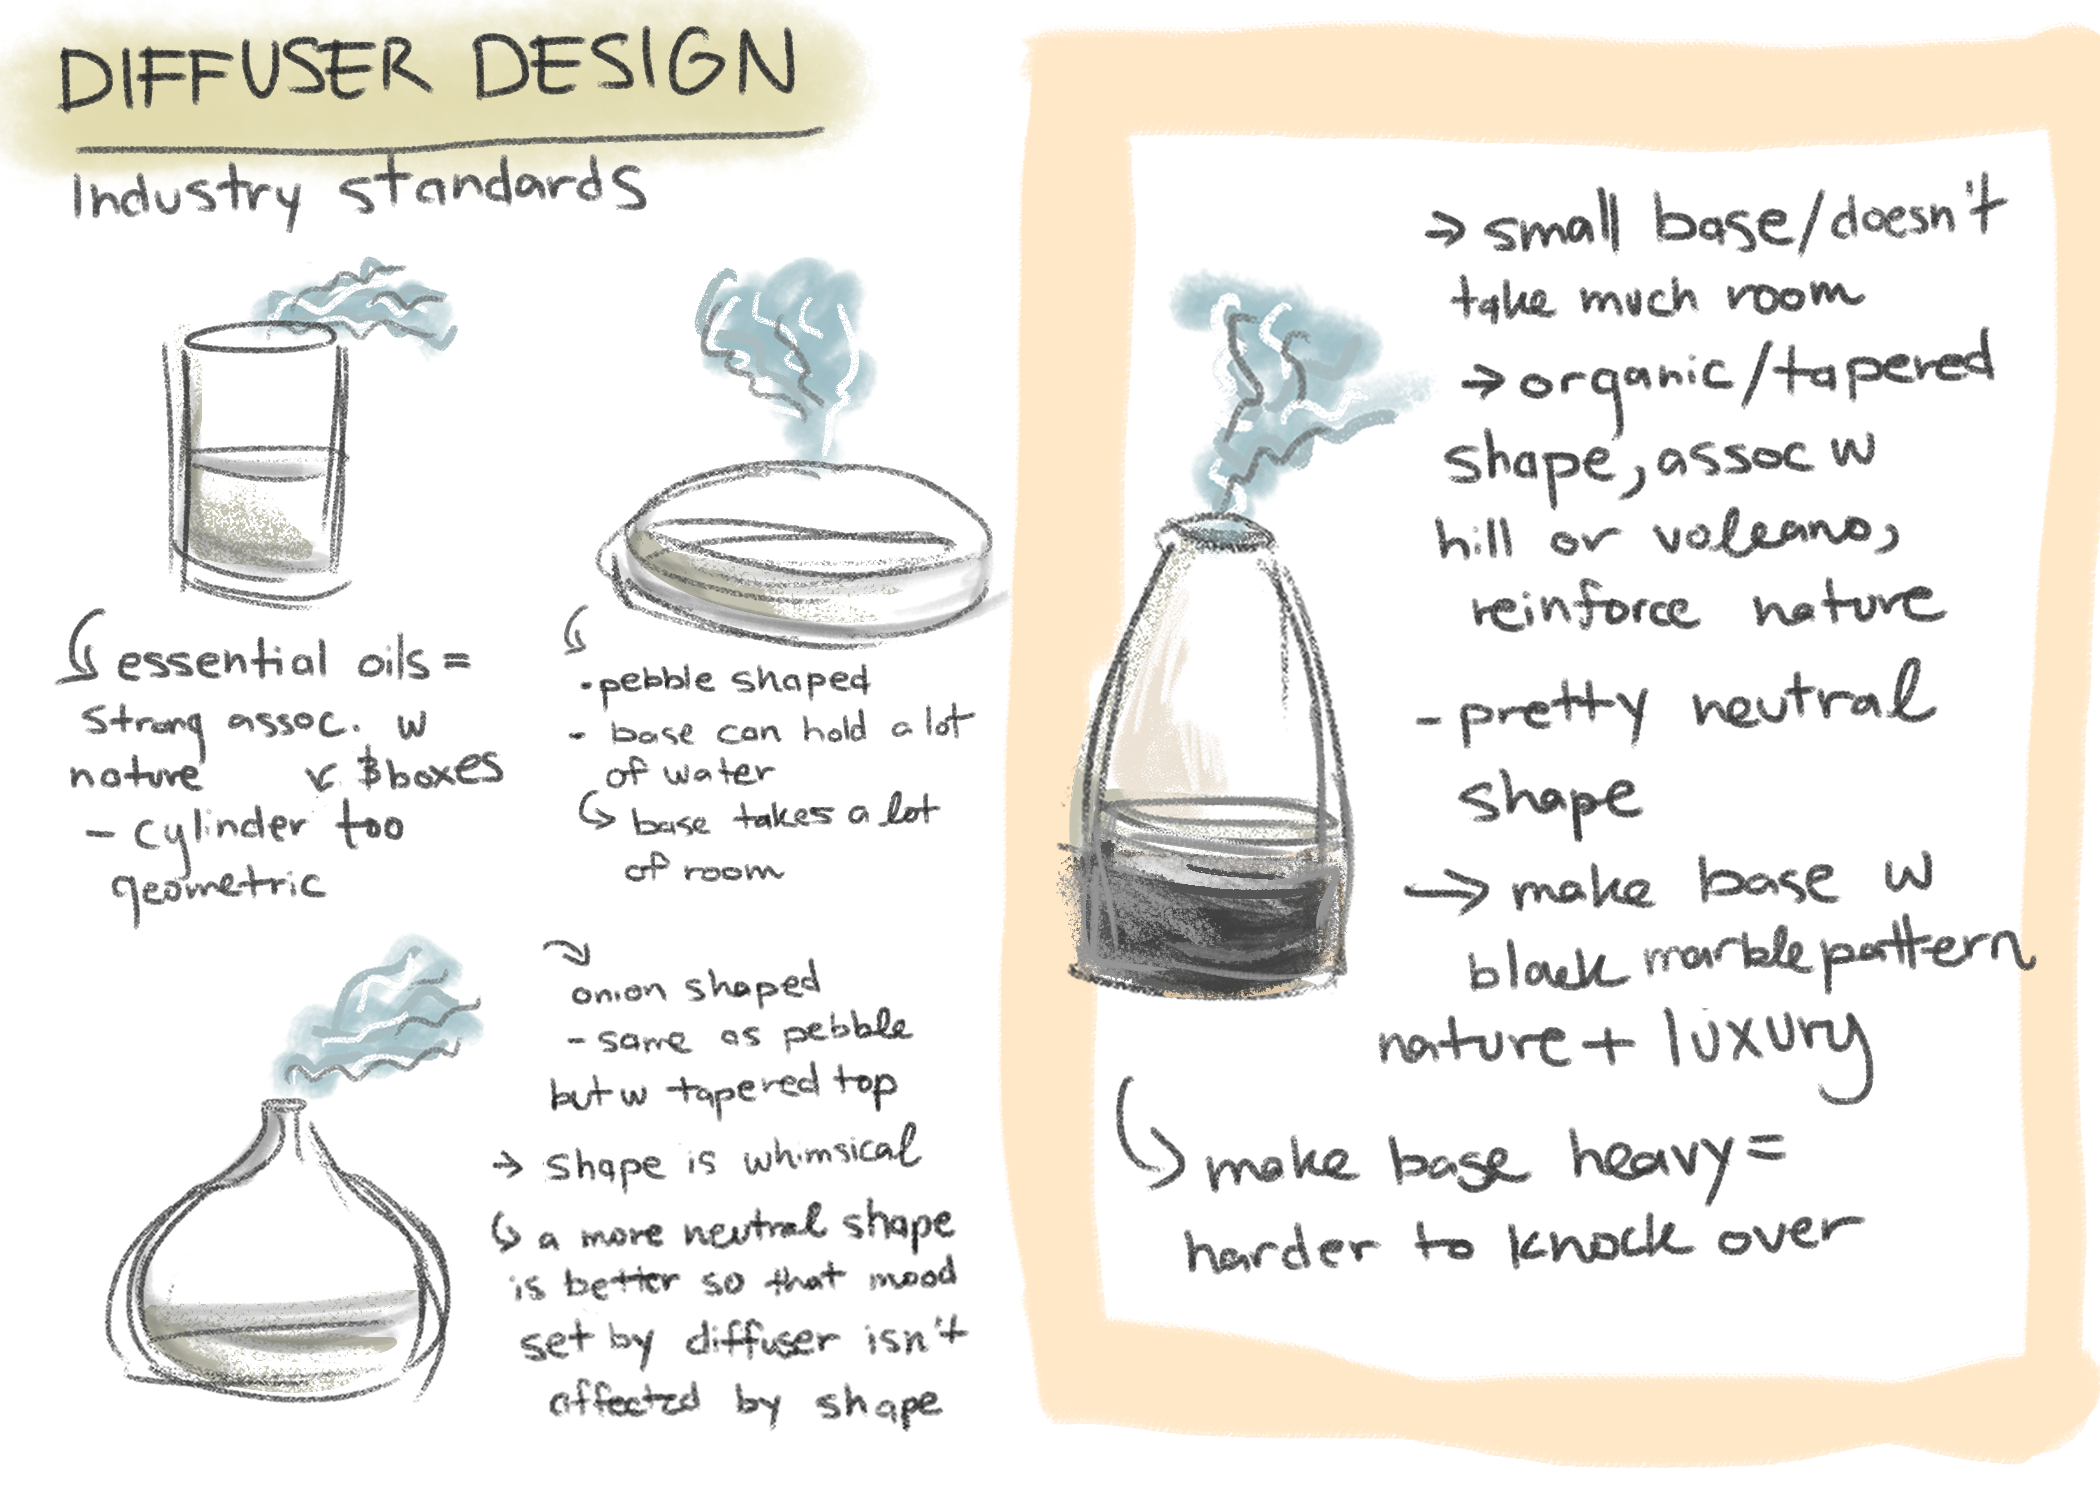 DIFFUSER DESIGN
Industry standards
essential oils =
strong assoc. w
nature & boxes
- cylinder too
geometric
- pebble shaped
- base can hold a lot
of water
base takes a lot
of room
onion shaped
- same as pebble
but w tapered top
→ shape is whimsical
a more neutral shape
is better so that mood
set by diffuser isn't
affected by shape
→ small base/doesn't
take much room
→ organic/tapered
shape, assoc w
hill or volcano,
reinforce nature
- pretty neutral
shape
→ make base w
black marble pattern
nature + luxury
make base heavy =
harder to knock over